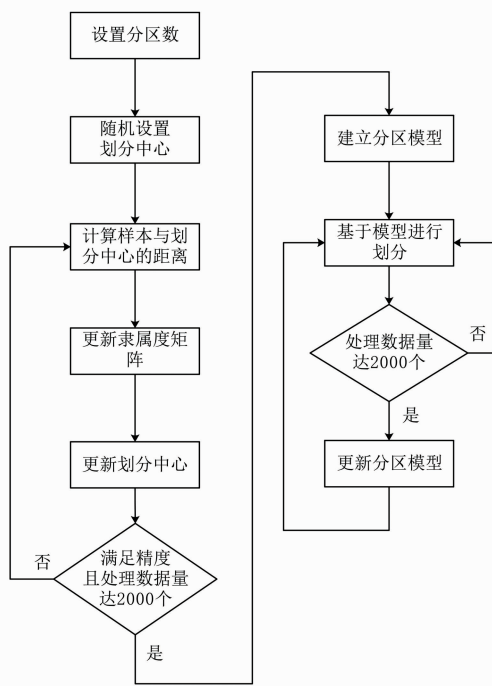 设置分区数
随机设置
划分中心
计算样本与划
分中心的距离
更新隶属度矩
阵
更新划分中心
满足精度
且处理数据量
达2000个
否
是
建立分区模型
基于模型进行
划分
处理数据量
达2000个
否
是
更新分区模型